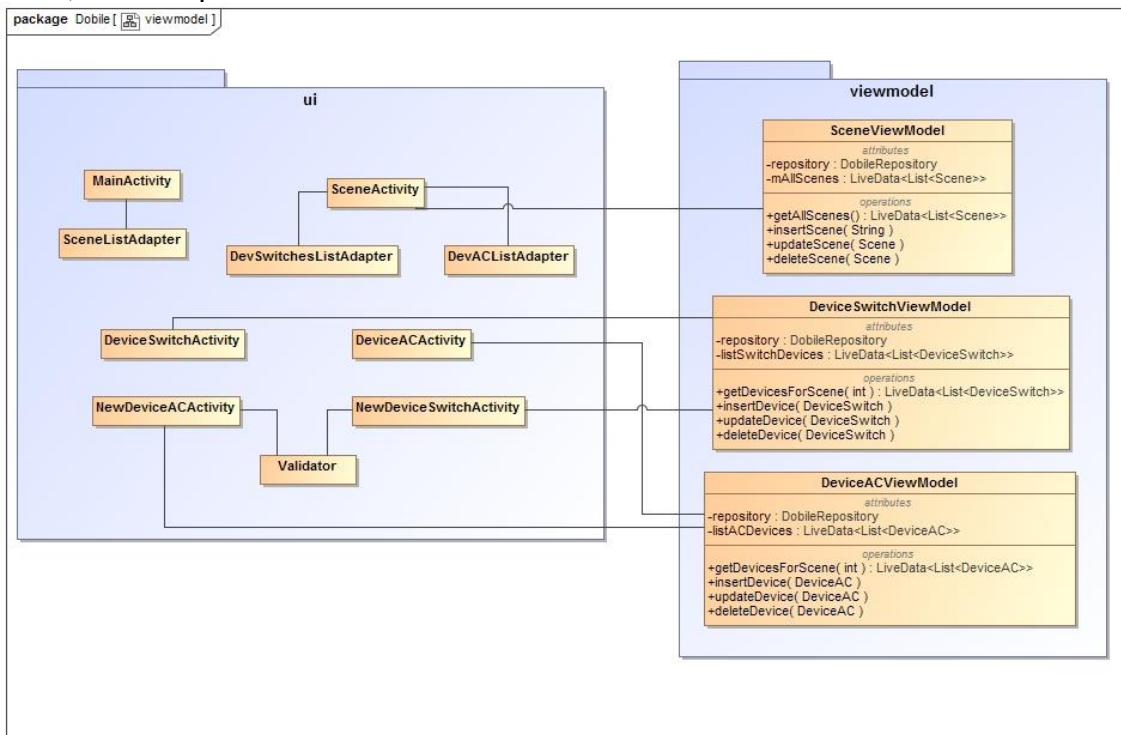 package Dobile [ viewmodel ]
ui
MainActivity
SceneListAdapter
SceneActivity
DevSwitchesListAdapter
DevACListAdapter
DeviceSwitchActivity
DeviceACActivity
NewDeviceACActivity
NewDeviceSwitchActivity
Validator
viewmodel
SceneViewModel
attributes
-repository : DobileRepository
-mAllScenes : LiveData<List<Scene>>
operations
+getAllScenes() : LiveData<List<Scene>>
+insertScene( String )
+updateScene( Scene )
+deleteScene( Scene )
DeviceSwitchViewModel
attributes
-repository : DobileRepository
-listSwitchDevices : LiveData<List<DeviceSwitch>>
operations
+getDevicesForScene( int ) : LiveData<List<DeviceSwitch>>
+insertDevice( DeviceSwitch )
+updateDevice( DeviceSwitch )
+deleteDevice( DeviceSwitch )
DeviceACViewModel
attributes
-repository : DobileRepository
-listACDevices : LiveData<List<DeviceAC>>
operations
+getDevicesForScene( int ) : LiveData<List<DeviceAC>>
+insertDevice( DeviceAC )
+updateDevice( DeviceAC )
+deleteDevice( DeviceAC )